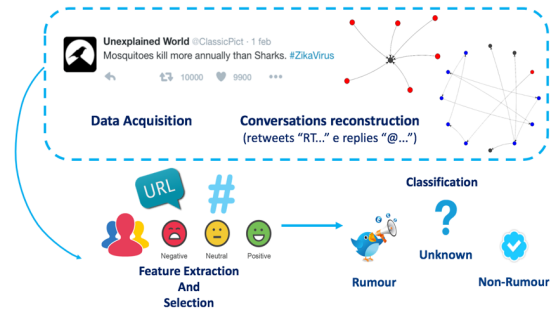 Unexplained World @ClassicPict · 1 feb
Mosquitoes kill more annually than Sharks. #ZikaVirus
10000 9900
Data Acquisition
Conversations reconstruction
(retweets “RT...” e replies “@...”)
URL
#
Negative Neutral Positive
Feature Extraction
And
Selection
Classification
?
Unknown
Rumour
Non-Rumour